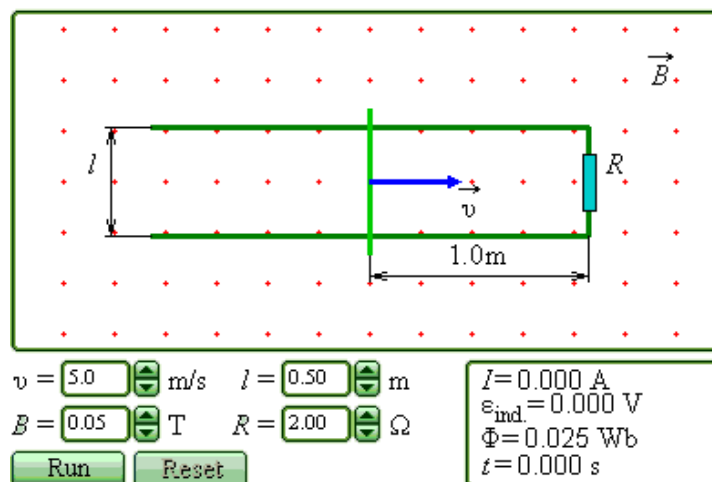 B
l
R
υ
1.0m
υ = 5.0 m/s l = 0.50 m
B = 0.05 T R = 2.00 Ω
Run Reset
I = 0.000 A
εind. = 0.000 V
Φ = 0.025 Wb
t = 0.000 s